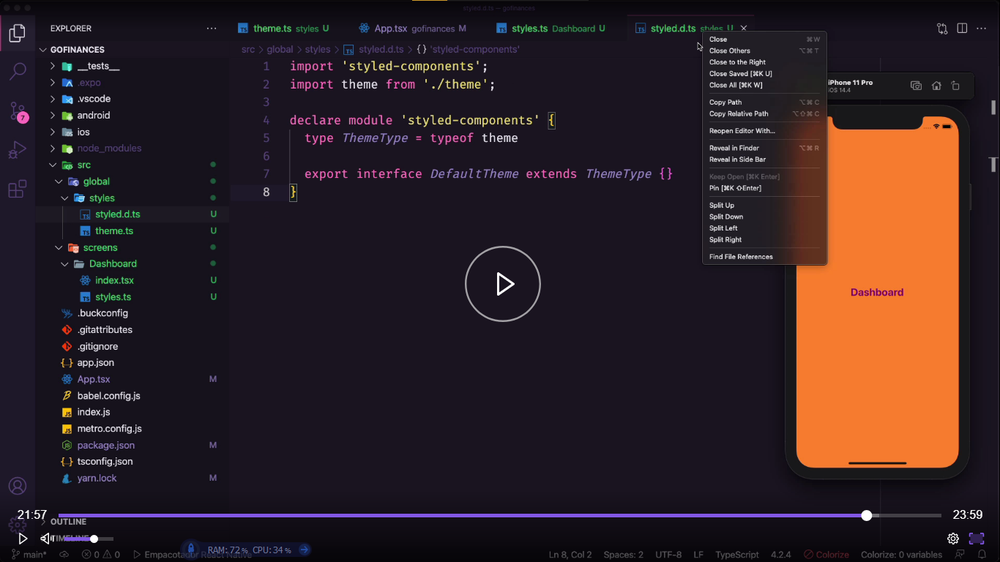 styled.d.ts — gofinances
EXPLORER
GOFINANCES
__tests__
.expo
.vscode
android
ios
node_modules
src
global
styles
styled.d.ts U
theme.ts U
screens
Dashboard
index.tsx U
styles.ts U
.buckconfig
.gitattributes
.gitignore
app.json
App.tsx M
babel.config.js
index.js
metro.config.js
package.json M
tsconfig.json
yarn.lock M
OUTLINE
TIMELINE
7
theme.ts styles U
App.tsx gofinances M
styles.ts Dashboard U
styled.d.ts styles U
src > global > styles > styled.d.ts > {} 'styled-components'
1 import 'styled-components';
2 import theme from './theme';
3
4 declare module 'styled-components' {
5 type ThemeType = typeof theme
6
7 export interface DefaultTheme extends ThemeType {}
8 }
Close ⌘W
Close Others ⌥⌘T
Close to the Right
Close Saved [⌘K U]
Close All [⌘K W]
Copy Path ⌥⌘C
Copy Relative Path ⌥⇧⌘C
Reopen Editor With...
Reveal in Finder ⌥⌘R
Reveal in Side Bar
Keep Open [⌘K Enter]
Pin [⌘K ⇧Enter]
Split Up
Split Down
Split Left
Split Right
Find File References
iPhone 11 Pro
iOS 14.4
Dashboard
21:57
23:59
RAM: 72% CPU: 34%
main* 0 0 Empacotador React Native
Ln 8, Col 2 Spaces: 2 UTF-8 LF TypeScript 4.2.4 Colorize Colorize: 0 variables